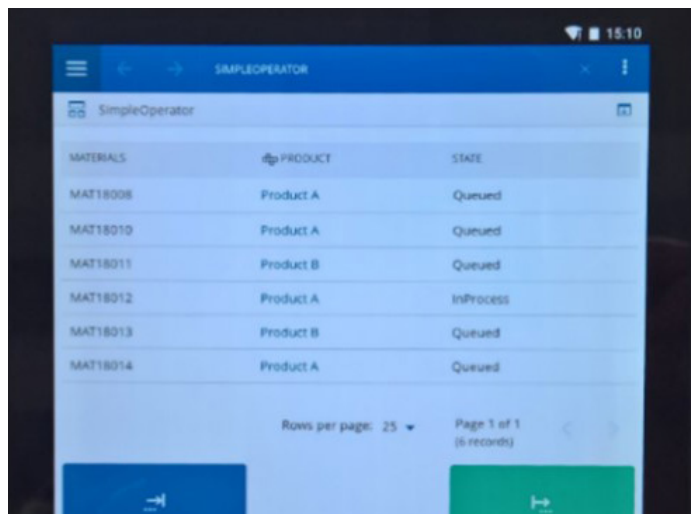 15:10
SIMPLEOPERATOR
SimpleOperator
MATERIALS PRODUCT STATE
MAT18008 Product A Queued
MAT18010 Product A Queued
MAT18011 Product B Queued
MAT18012 Product A InProcess
MAT18013 Product B Queued
MAT18014 Product A Queued
Rows per page: 25 Page 1 of 1
(6 records)